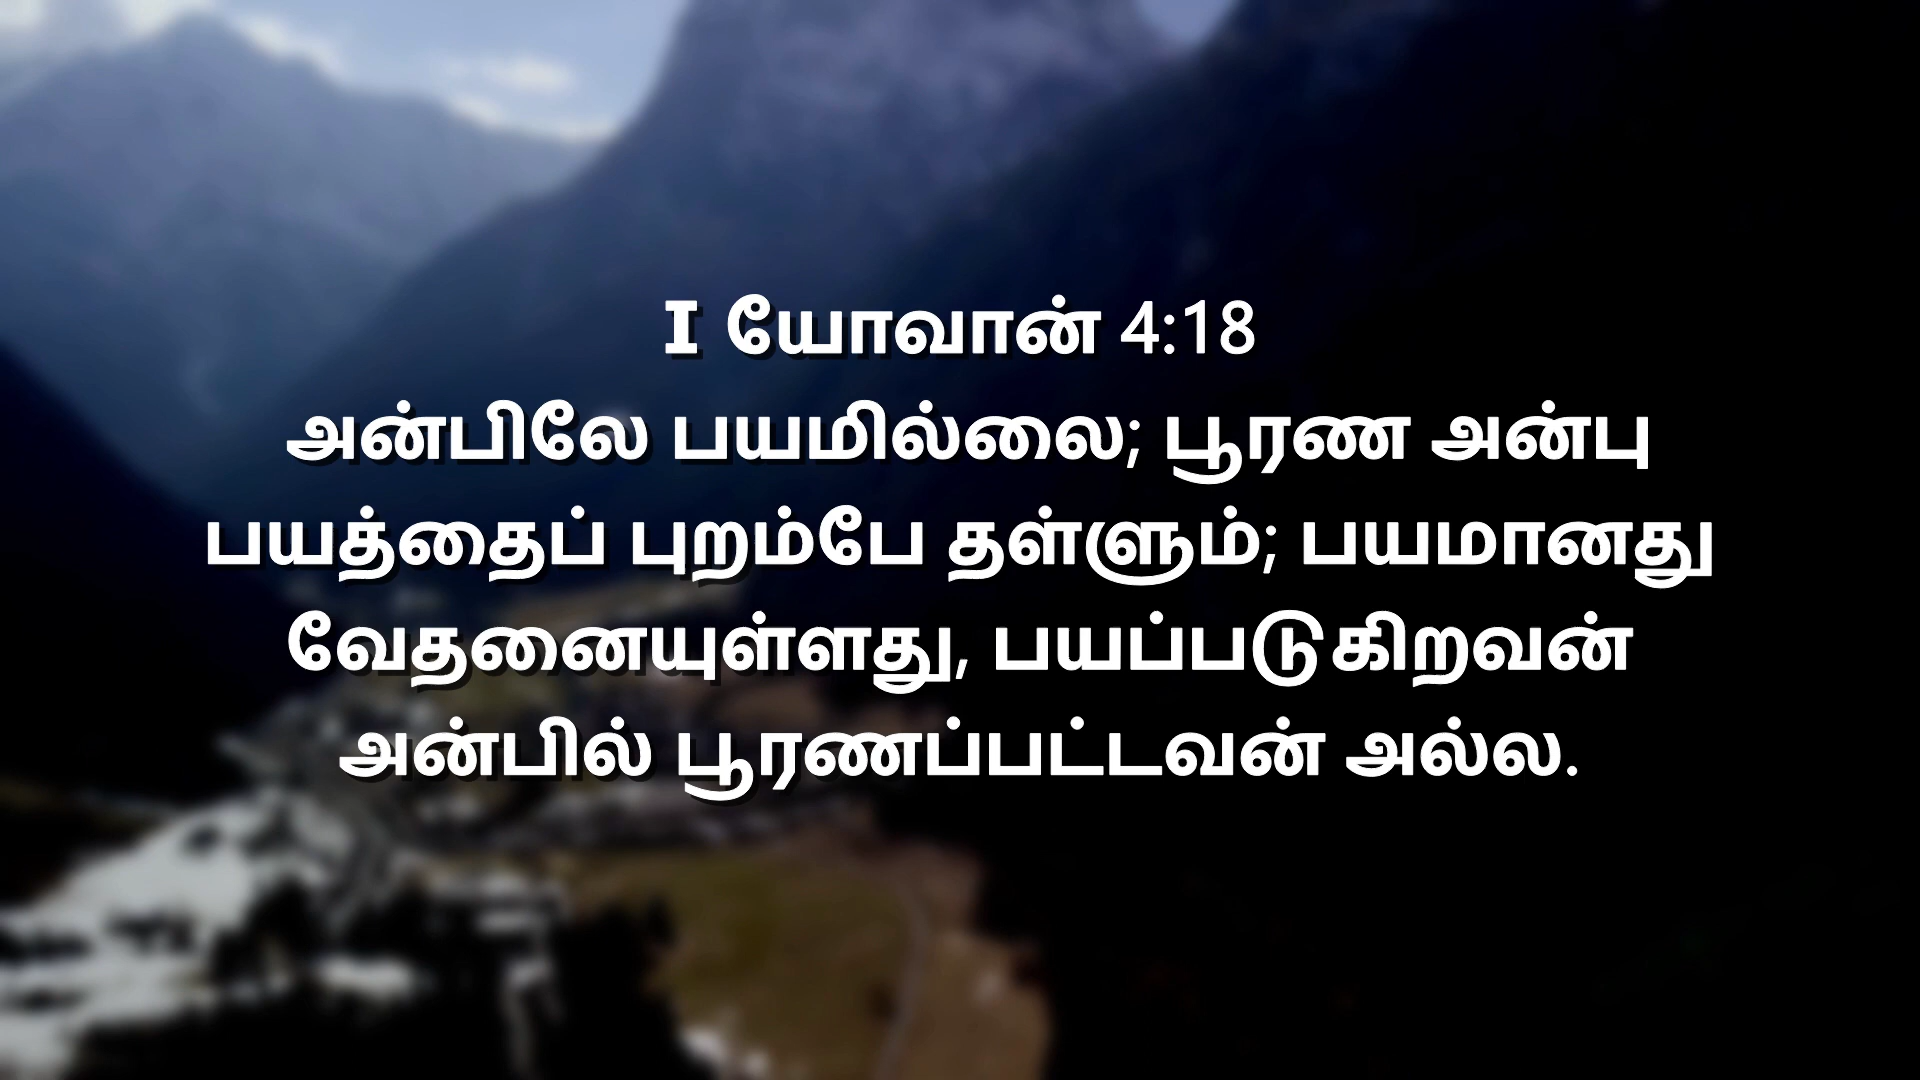 I யோவான் 4:18
அன்பிலே பயமில்லை; பூரண அன்பு
பயத்தைப் புறம்பே தள்ளும்; பயமானது
வேதனையுள்ளது, பயப்படுகிறவன்
அன்பில் பூரணப்பட்டவன் அல்ல.